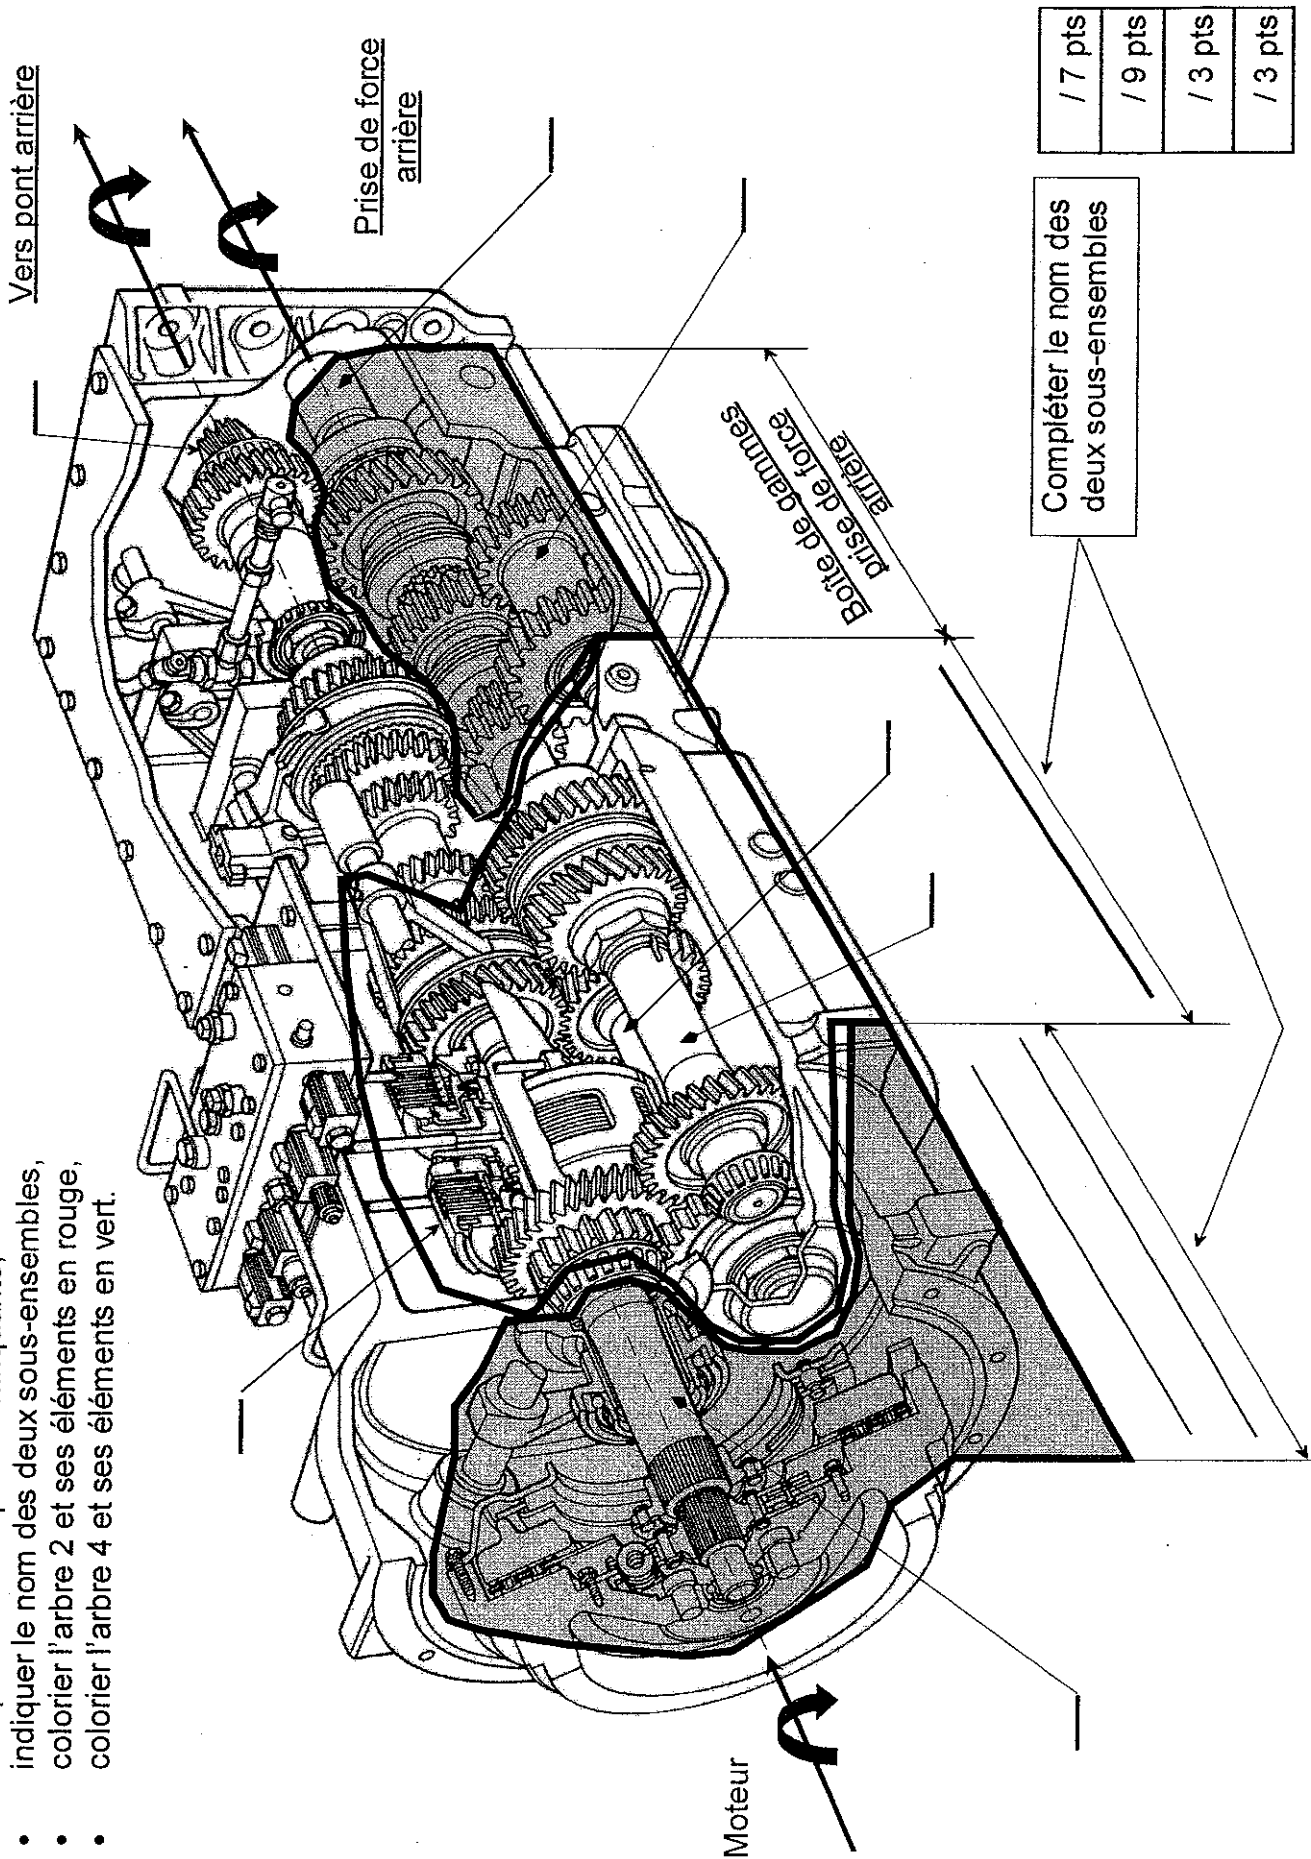 • indiquer le nom des deux sous-ensembles,
• colorier l'arbre 2 et ses éléments en rouge,
• colorier l'arbre 4 et ses éléments en vert.
Vers pont arrière
Prise de force
arrière
Boîte de gammes
prise de force
arrière
Moteur
Compléter le nom des
deux sous-ensembles
/ 7 pts
/ 9 pts
/ 3 pts
/ 3 pts